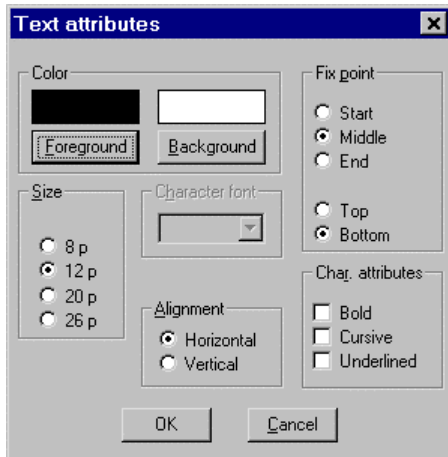 Text attributes
Color
Foreground
Background
Fix point
Start
Middle
End
Top
Bottom
Size
8 p
12 p
20 p
26 p
Character font
Alignment
Horizontal
Vertical
Char. attributes
Bold
Cursive
Underlined
OK
Cancel